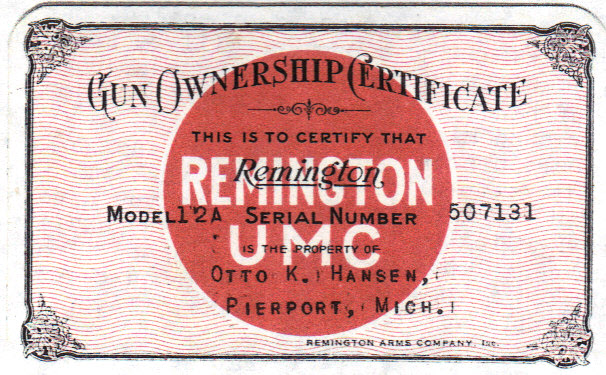 GUN OWNERSHIP CERTIFICATE
THIS IS TO CERTIFY THAT
Remington
REMINGTON
MODEL 12A SERIAL NUMBER 507131
UMC
IS THE PROPERTY OF
OTTO K. HANSEN,
PIERPORT, MICH.
REMINGTON ARMS COMPANY, Inc.